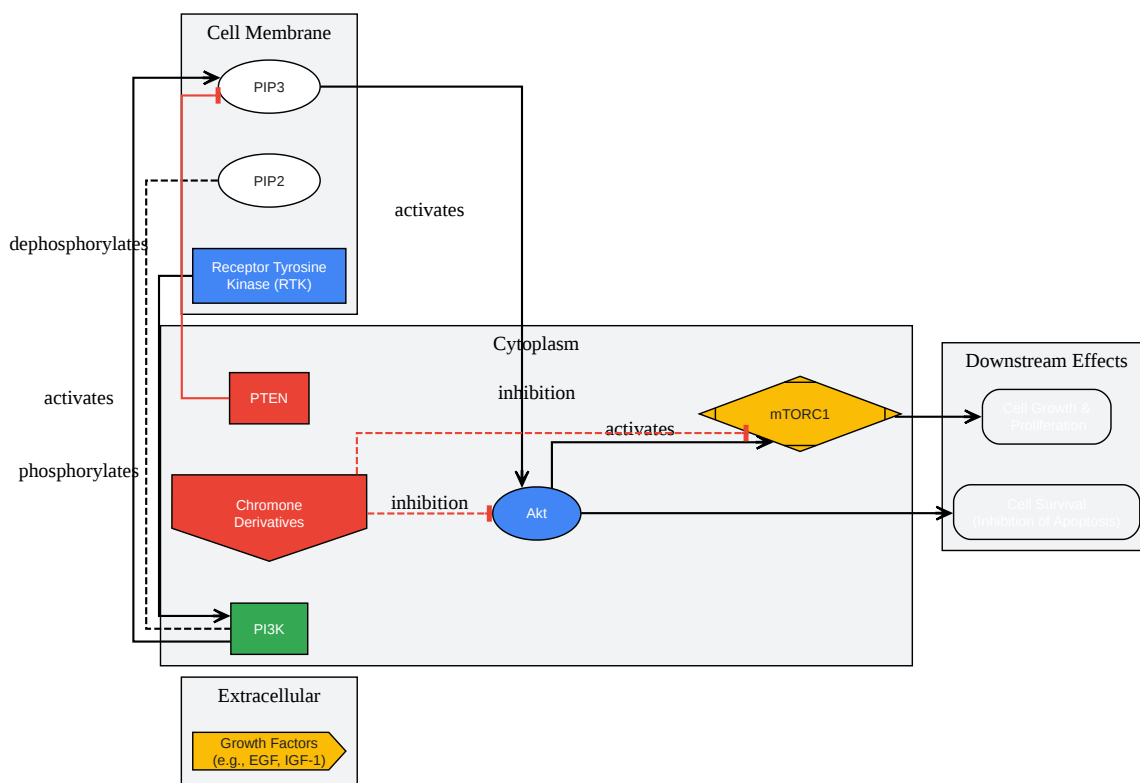 Cell Membrane
PIP3
PIP2
activates
dephosphorylates
Receptor Tyrosine
Kinase (RTK)
Cytoplasm
Downstream Effects
PTEN
activates
inhibition
mTORC1
Cell Growth &
Proliferation
activates
phosphorylates
Chromone
Derivatives
inhibition
Akt
Cell Survival
(Inhibition of Apoptosis)
PI3K
Extracellular
Growth Factors
(e.g., EGF, IGF-1)